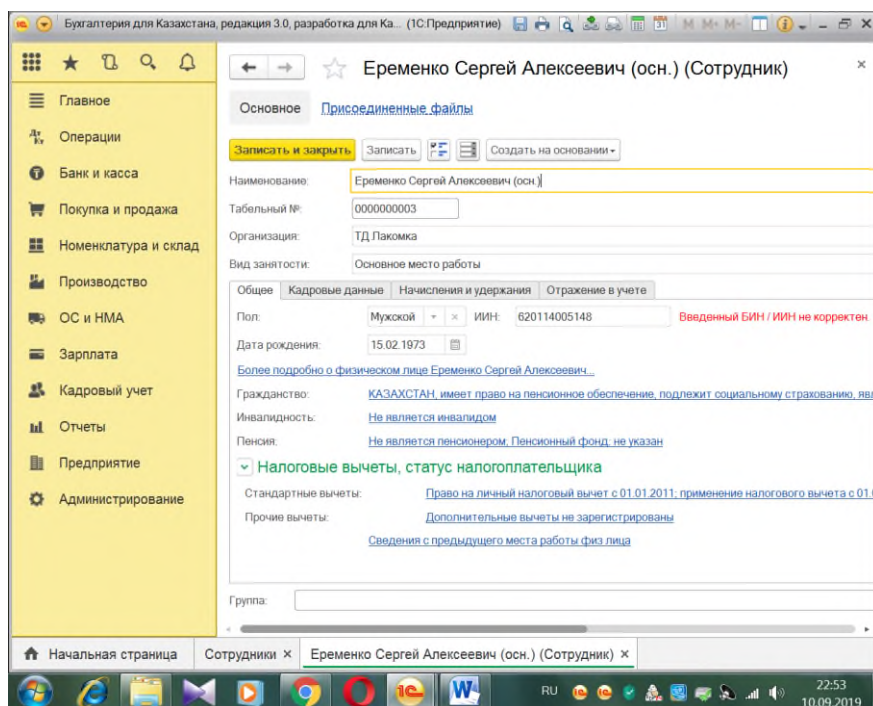 Бухгалтерия для Казахстана, редакция 3.0, разработка для Ка... (1С:Предприятие)
31 M M+ M-
Еременко Сергей Алексеевич (осн.) (Сотрудник) ×
Главное
Операции
Банк и касса
Покупка и продажа
Номенклатура и склад
Производство
ОС и НМА
Зарплата
Кадровый учет
Отчеты
Предприятие
Администрирование
Основное Присоединенные файлы
Записать и закрыть Записать Создать на основании
Наименование: Еременко Сергей Алексеевич (осн.)
Табельный №: 0000000003
Организация: ТД Лакомка
Вид занятости: Основное место работы
Общее Кадровые данные Начисления и удержания Отражение в учете
Пол: Мужской × ИИН: 620114005148 Введенный БИН / ИИН не корректен.
Дата рождения: 15.02.1973
Более подробно о физическом лице Еременко Сергей Алексеевич...
Гражданство: КАЗАХСТАН, имеет право на пенсионное обеспечение, подлежит социальному страхованию, явл
Инвалидность: Не является инвалидом
Пенсия: Не является пенсионером, Пенсионный фонд: не указан
Налоговые вычеты, статус налогоплательщика
Стандартные вычеты: Право на личный налоговый вычет с 01.01.2011; применение налогового вычета с 01.0
Прочие вычеты: Дополнительные вычеты не зарегистрированы
Сведения с предыдущего места работы физ лица
Группа:
Начальная страница Сотрудники × Еременко Сергей Алексеевич (осн.) (Сотрудник) ×
RU 22:53
10.09.2019